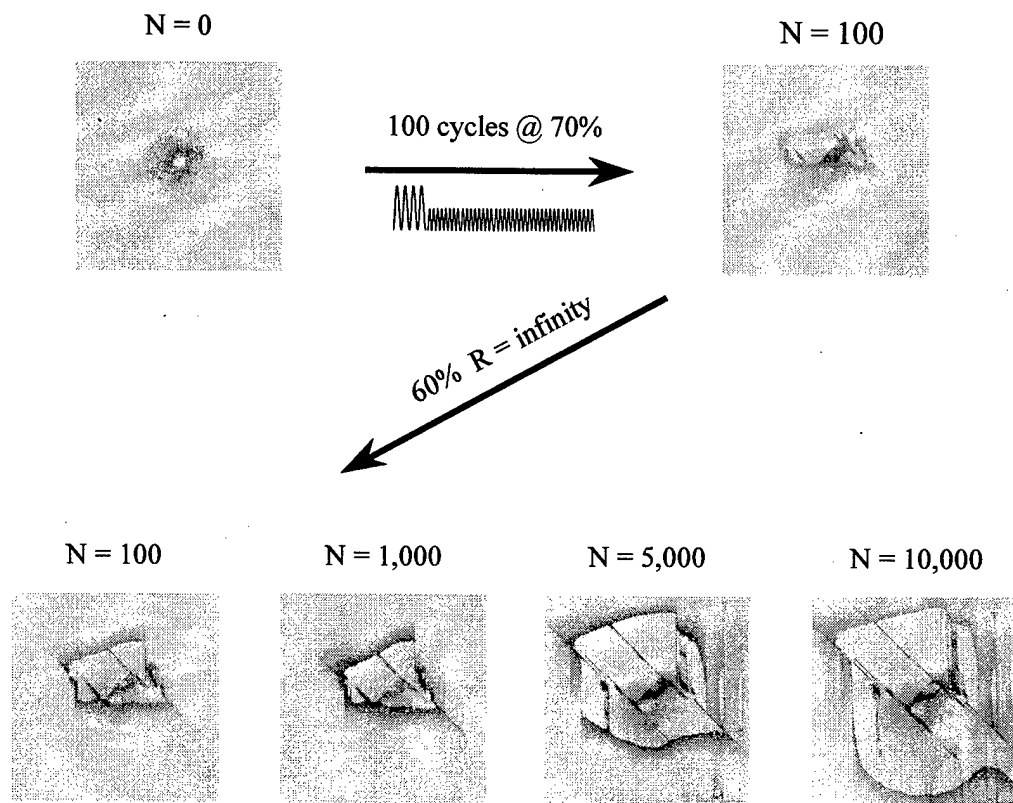 N = 0
N = 100
100 cycles @ 70%
60% R = infinity
N = 100
N = 1,000
N = 5,000
N = 10,000